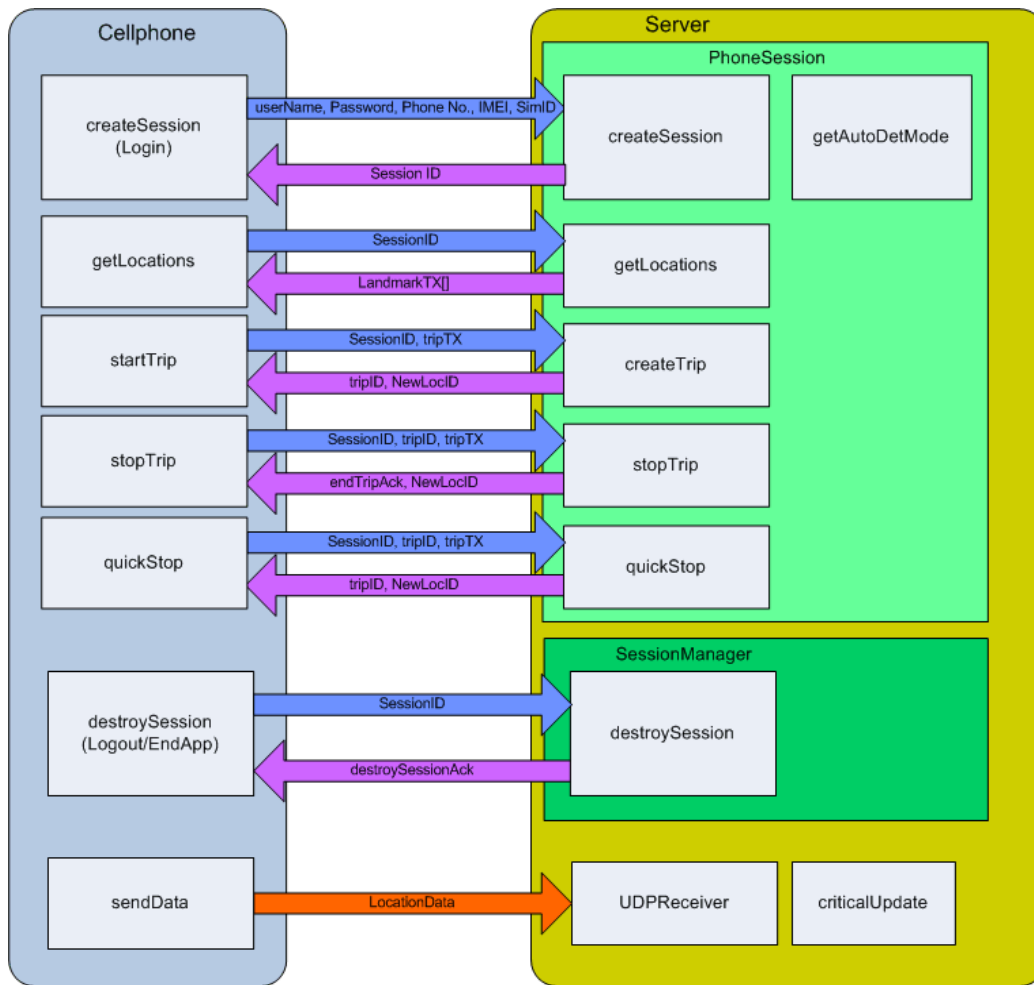 Cellphone
Server
PhoneSession
createSession
(Login)
userName, Password, Phone No., IMEI, SimID
Session ID
createSession
getAutoDetMode
getLocations
SessionID
LandmarkTX[]
getLocations
startTrip
SessionID, tripTX
tripID, NewLocID
createTrip
stopTrip
SessionID, tripID, tripTX
endTripAck, NewLocID
stopTrip
quickStop
SessionID, tripID, tripTX
tripID, NewLocID
quickStop
SessionManager
destroySession
(Logout/EndApp)
SessionID
destroySessionAck
destroySession
sendData
LocationData
UDPReceiver
criticalUpdate